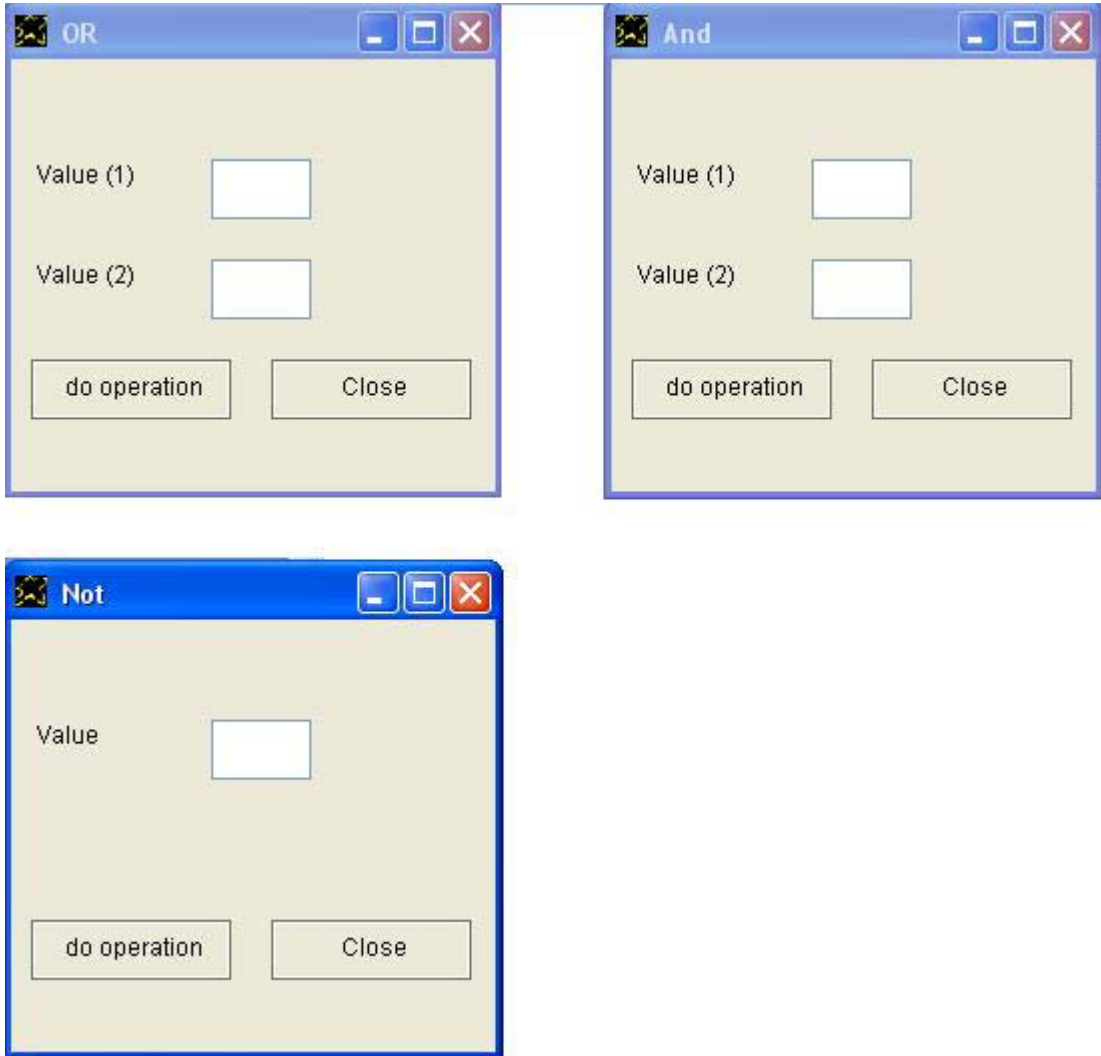 OR
Value (1)
Value (2)
do operation Close
And
Value (1)
Value (2)
do operation Close
Not
Value
do operation Close